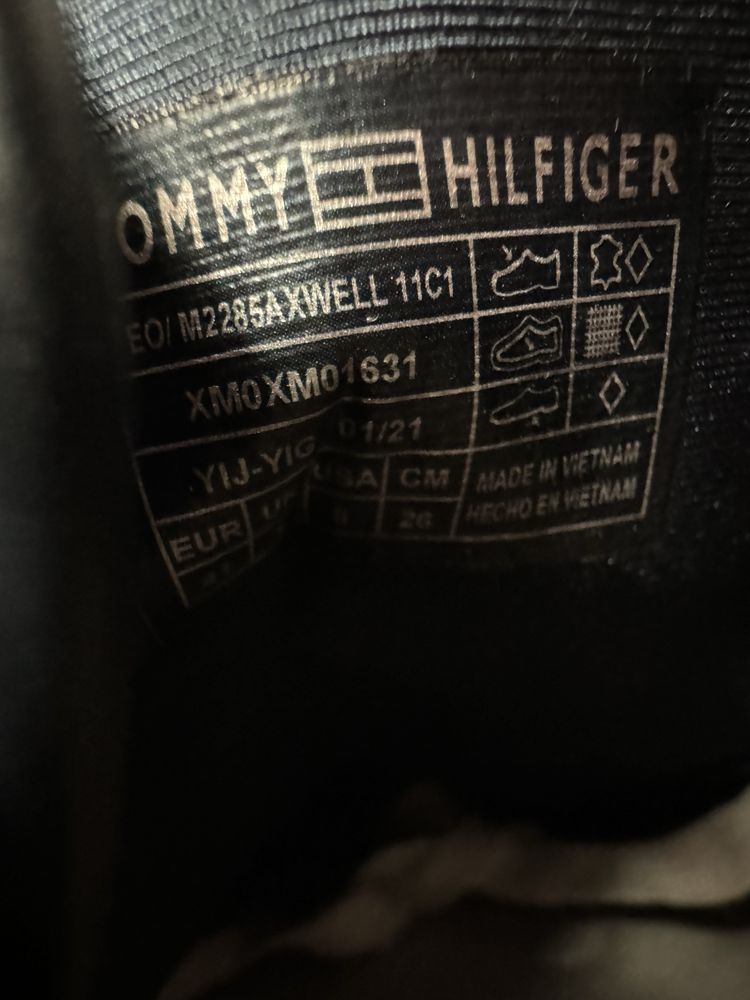 OMMY HILFIGER
EO/ M2285AXWELL 11C1
XM0XM01631
YIJ-YIG 01/21
EUR USA CM
26
MADE IN VIETNAM
HECHO EN VIETNAM